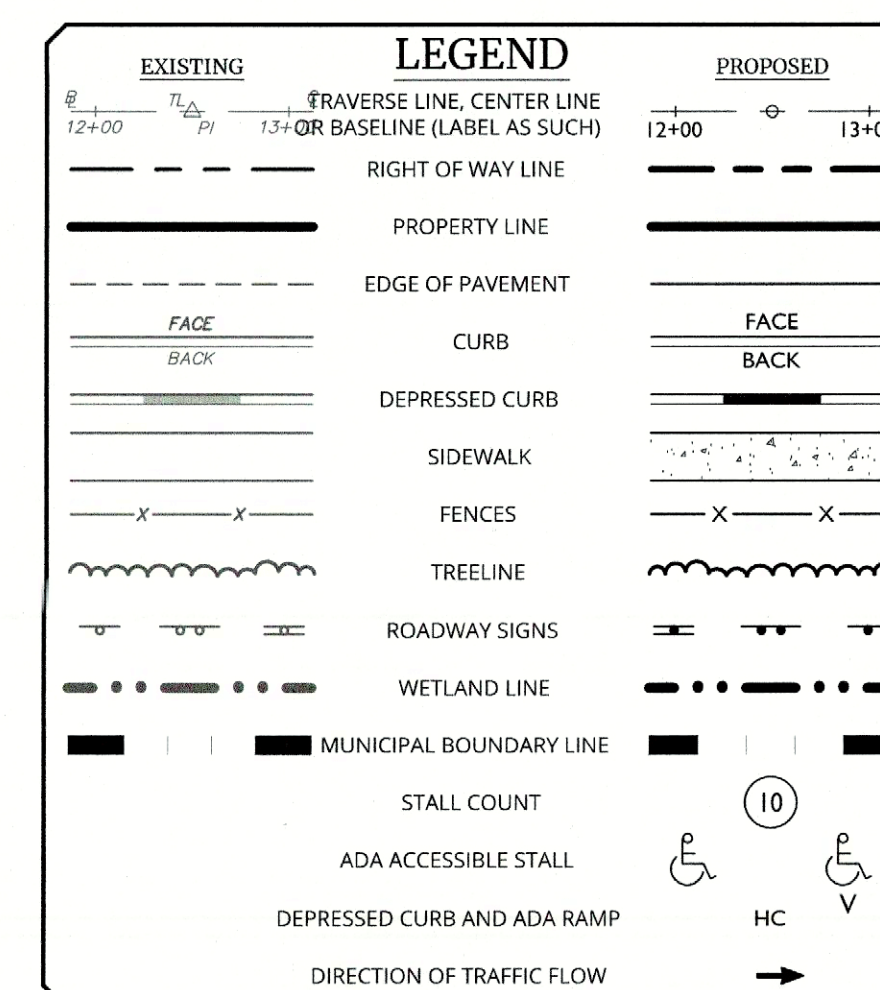 LEGEND
EXISTING PROPOSED
TL TRAVERSE LINE, CENTER LINE
12+00 PI 13+00 OR BASELINE (LABEL AS SUCH) 12+00
RIGHT OF WAY LINE
PROPERTY LINE
EDGE OF PAVEMENT
FACE FACE
CURB
BACK BACK
DEPRESSED CURB
SIDEWALK
X X FENCES X X
TREELINE
ROADWAY SIGNS
WETLAND LINE
MUNICIPAL BOUNDARY LINE
STALL COUNT 10
ADA ACCESSIBLE STALL
V
DEPRESSED CURB AND ADA RAMP HC
DIRECTION OF TRAFFIC FLOW